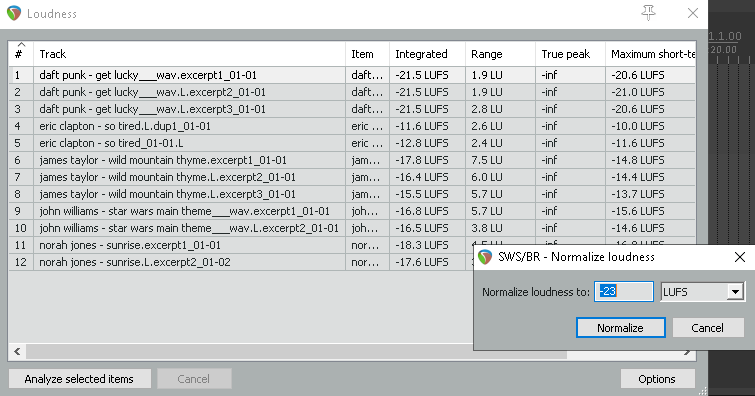 Loudness
1.1.00
20.00
# Track Item Integrated Range True peak Maximum short-te
1 daft punk - get lucky___wav.excerpt1_01-01 daft... -21.5 LUFS 1.9 LU -inf -20.6 LUFS
2 daft punk - get lucky___wav.L.excerpt2_01-01 daft... -21.5 LUFS 1.9 LU -inf -21.0 LUFS
3 daft punk - get lucky___wav.L.excerpt3_01-01 daft... -21.5 LUFS 2.8 LU -inf -20.6 LUFS
4 eric clapton - so tired.L.dup1_01-01 eric ... -11.6 LUFS 2.6 LU -inf -10.0 LUFS
5 eric clapton - so tired_01-01.L eric ... -12.8 LUFS 2.4 LU -inf -11.6 LUFS
6 james taylor - wild mountain thyme.excerpt1_01-01 jam... -17.8 LUFS 7.5 LU -inf -14.8 LUFS
7 james taylor - wild mountain thyme.L.excerpt2_01-01 jam... -16.4 LUFS 6.0 LU -inf -14.4 LUFS
8 james taylor - wild mountain thyme.L.excerpt3_01-01 jam... -15.5 LUFS 5.7 LU -inf -13.7 LUFS
9 john williams - star wars main theme___wav.excerpt1_01-01 joh... -16.8 LUFS 5.7 LU -inf -15.6 LUFS
10 john williams - star wars main theme___wav.L.excerpt2_01-01 joh... -16.5 LUFS 3.8 LU -inf -14.6 LUFS
11 norah jones - sunrise.excerpt1_01-01 nor... -18.3 LUFS
12 norah jones - sunrise.L.excerpt2_01-02 nor... -17.6 LUFS
SWS/BR - Normalize loudness
Normalize loudness to: -23 LUFS
Normalize Cancel
Analyze selected items Cancel Options